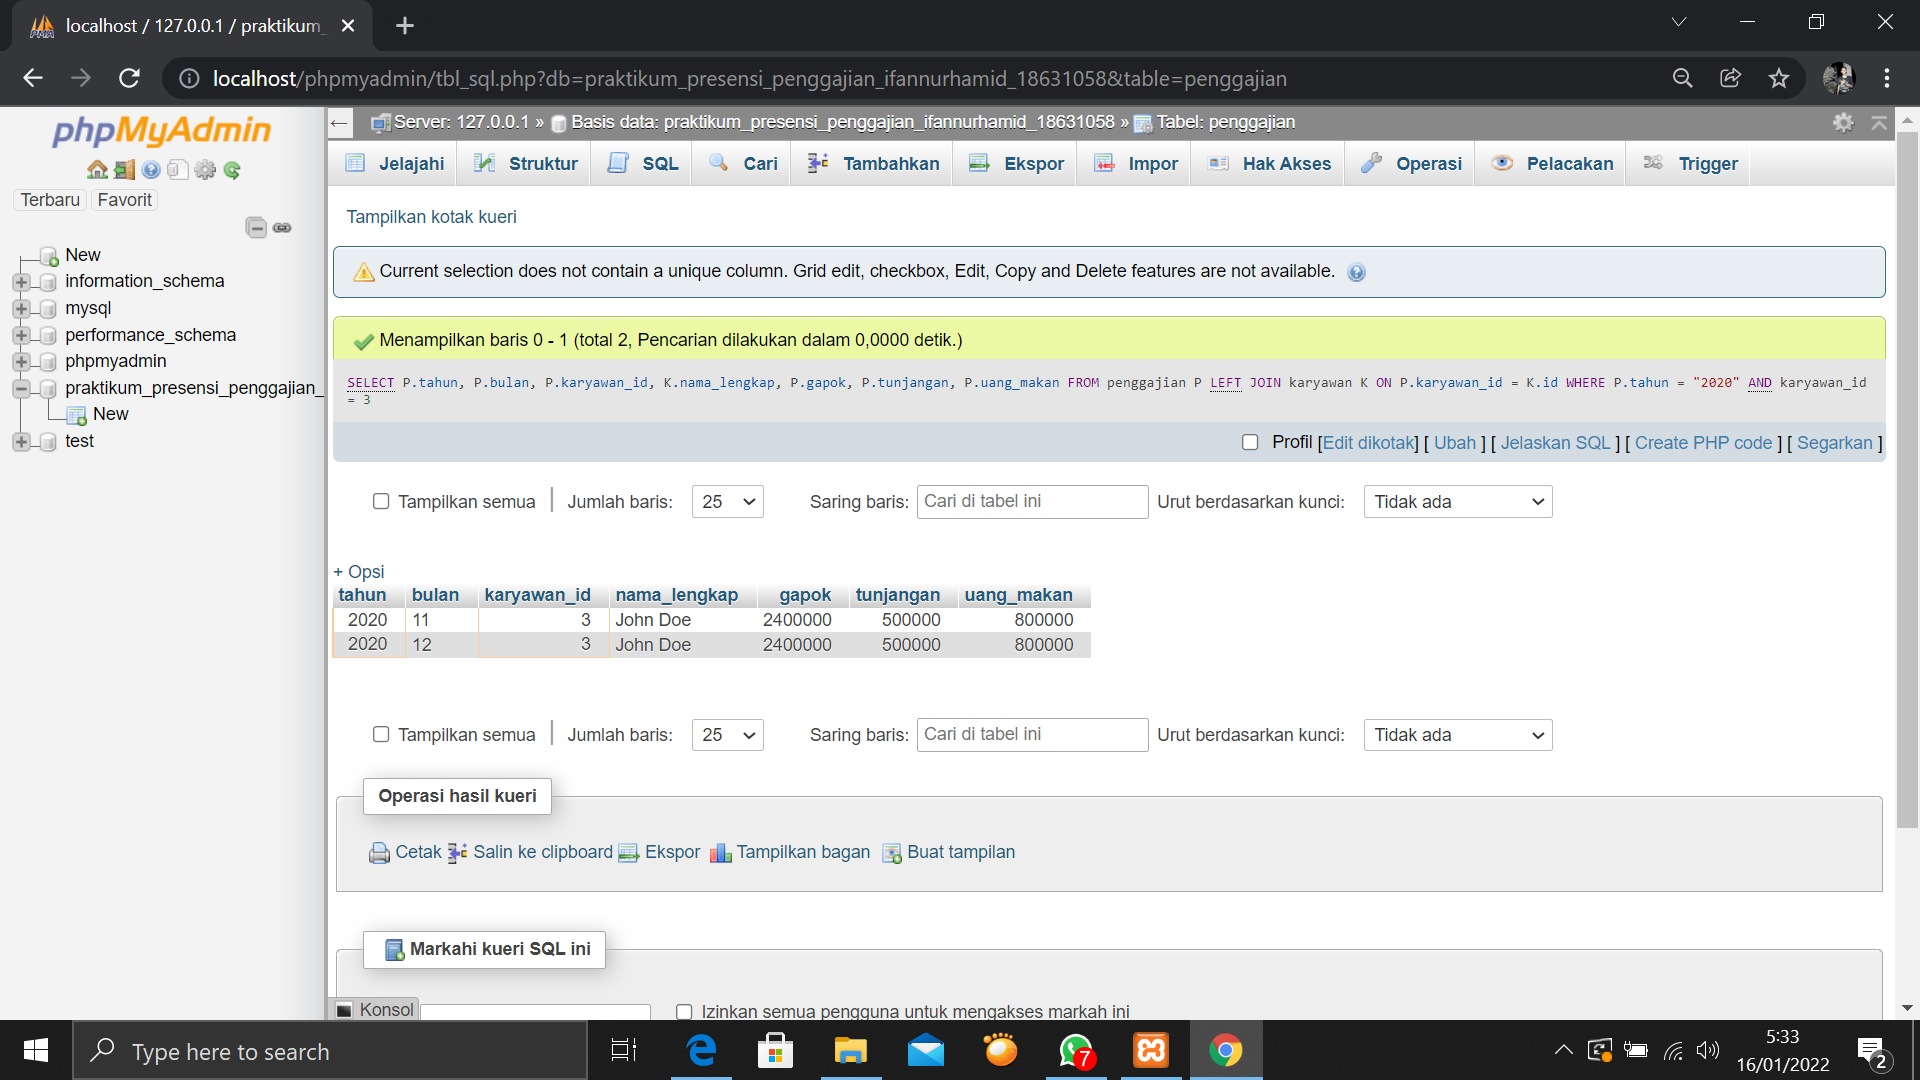 localhost / 127.0.0.1 / praktikum_
localhost/phpmyadmin/tbl_sql.php?db=praktikum_presensi_penggajian_ifannurhamid_18631058&table=penggajian
phpMyAdmin
Terbaru Favorit
New
information_schema
mysql
performance_schema
phpmyadmin
praktikum_presensi_penggajian_
New
test
Server: 127.0.0.1 » Basis data: praktikum_presensi_penggajian_ifannurhamid_18631058 » Tabel: penggajian
Jelajahi Struktur SQL Cari Tambahkan Ekspor Impor Hak Akses Operasi Pelacakan Trigger
Tampilkan kotak kueri
Current selection does not contain a unique column. Grid edit, checkbox, Edit, Copy and Delete features are not available.
Menampilkan baris 0 - 1 (total 2, Pencarian dilakukan dalam 0,0000 detik.)
SELECT P.tahun, P.bulan, P.karyawan_id, K.nama_lengkap, P.gapok, P.tunjangan, P.uang_makan FROM penggajian P LEFT JOIN karyawan K ON P.karyawan_id = K.id WHERE P.tahun = "2020" AND karyawan_id
= 3
Profil [Edit dikotak] [ Ubah ] [ Jelaskan SQL ] [ Create PHP code ] [ Segarkan ]
Tampilkan semua | Jumlah baris: 25 Saring baris: Cari di tabel ini Urut berdasarkan kunci: Tidak ada
+ Opsi
tahun bulan karyawan_id nama_lengkap gapok tunjangan uang_makan
2020 11 3 John Doe 2400000 500000 800000
2020 12 3 John Doe 2400000 500000 800000
Tampilkan semua | Jumlah baris: 25 Saring baris: Cari di tabel ini Urut berdasarkan kunci: Tidak ada
Operasi hasil kueri
Cetak Salin ke clipboard Ekspor Tampilkan bagan Buat tampilan
Markahi kueri SQL ini
Konsol
Izinkan semua pengguna untuk mengakses markah ini
Type here to search
7
5:33
16/01/2022
2